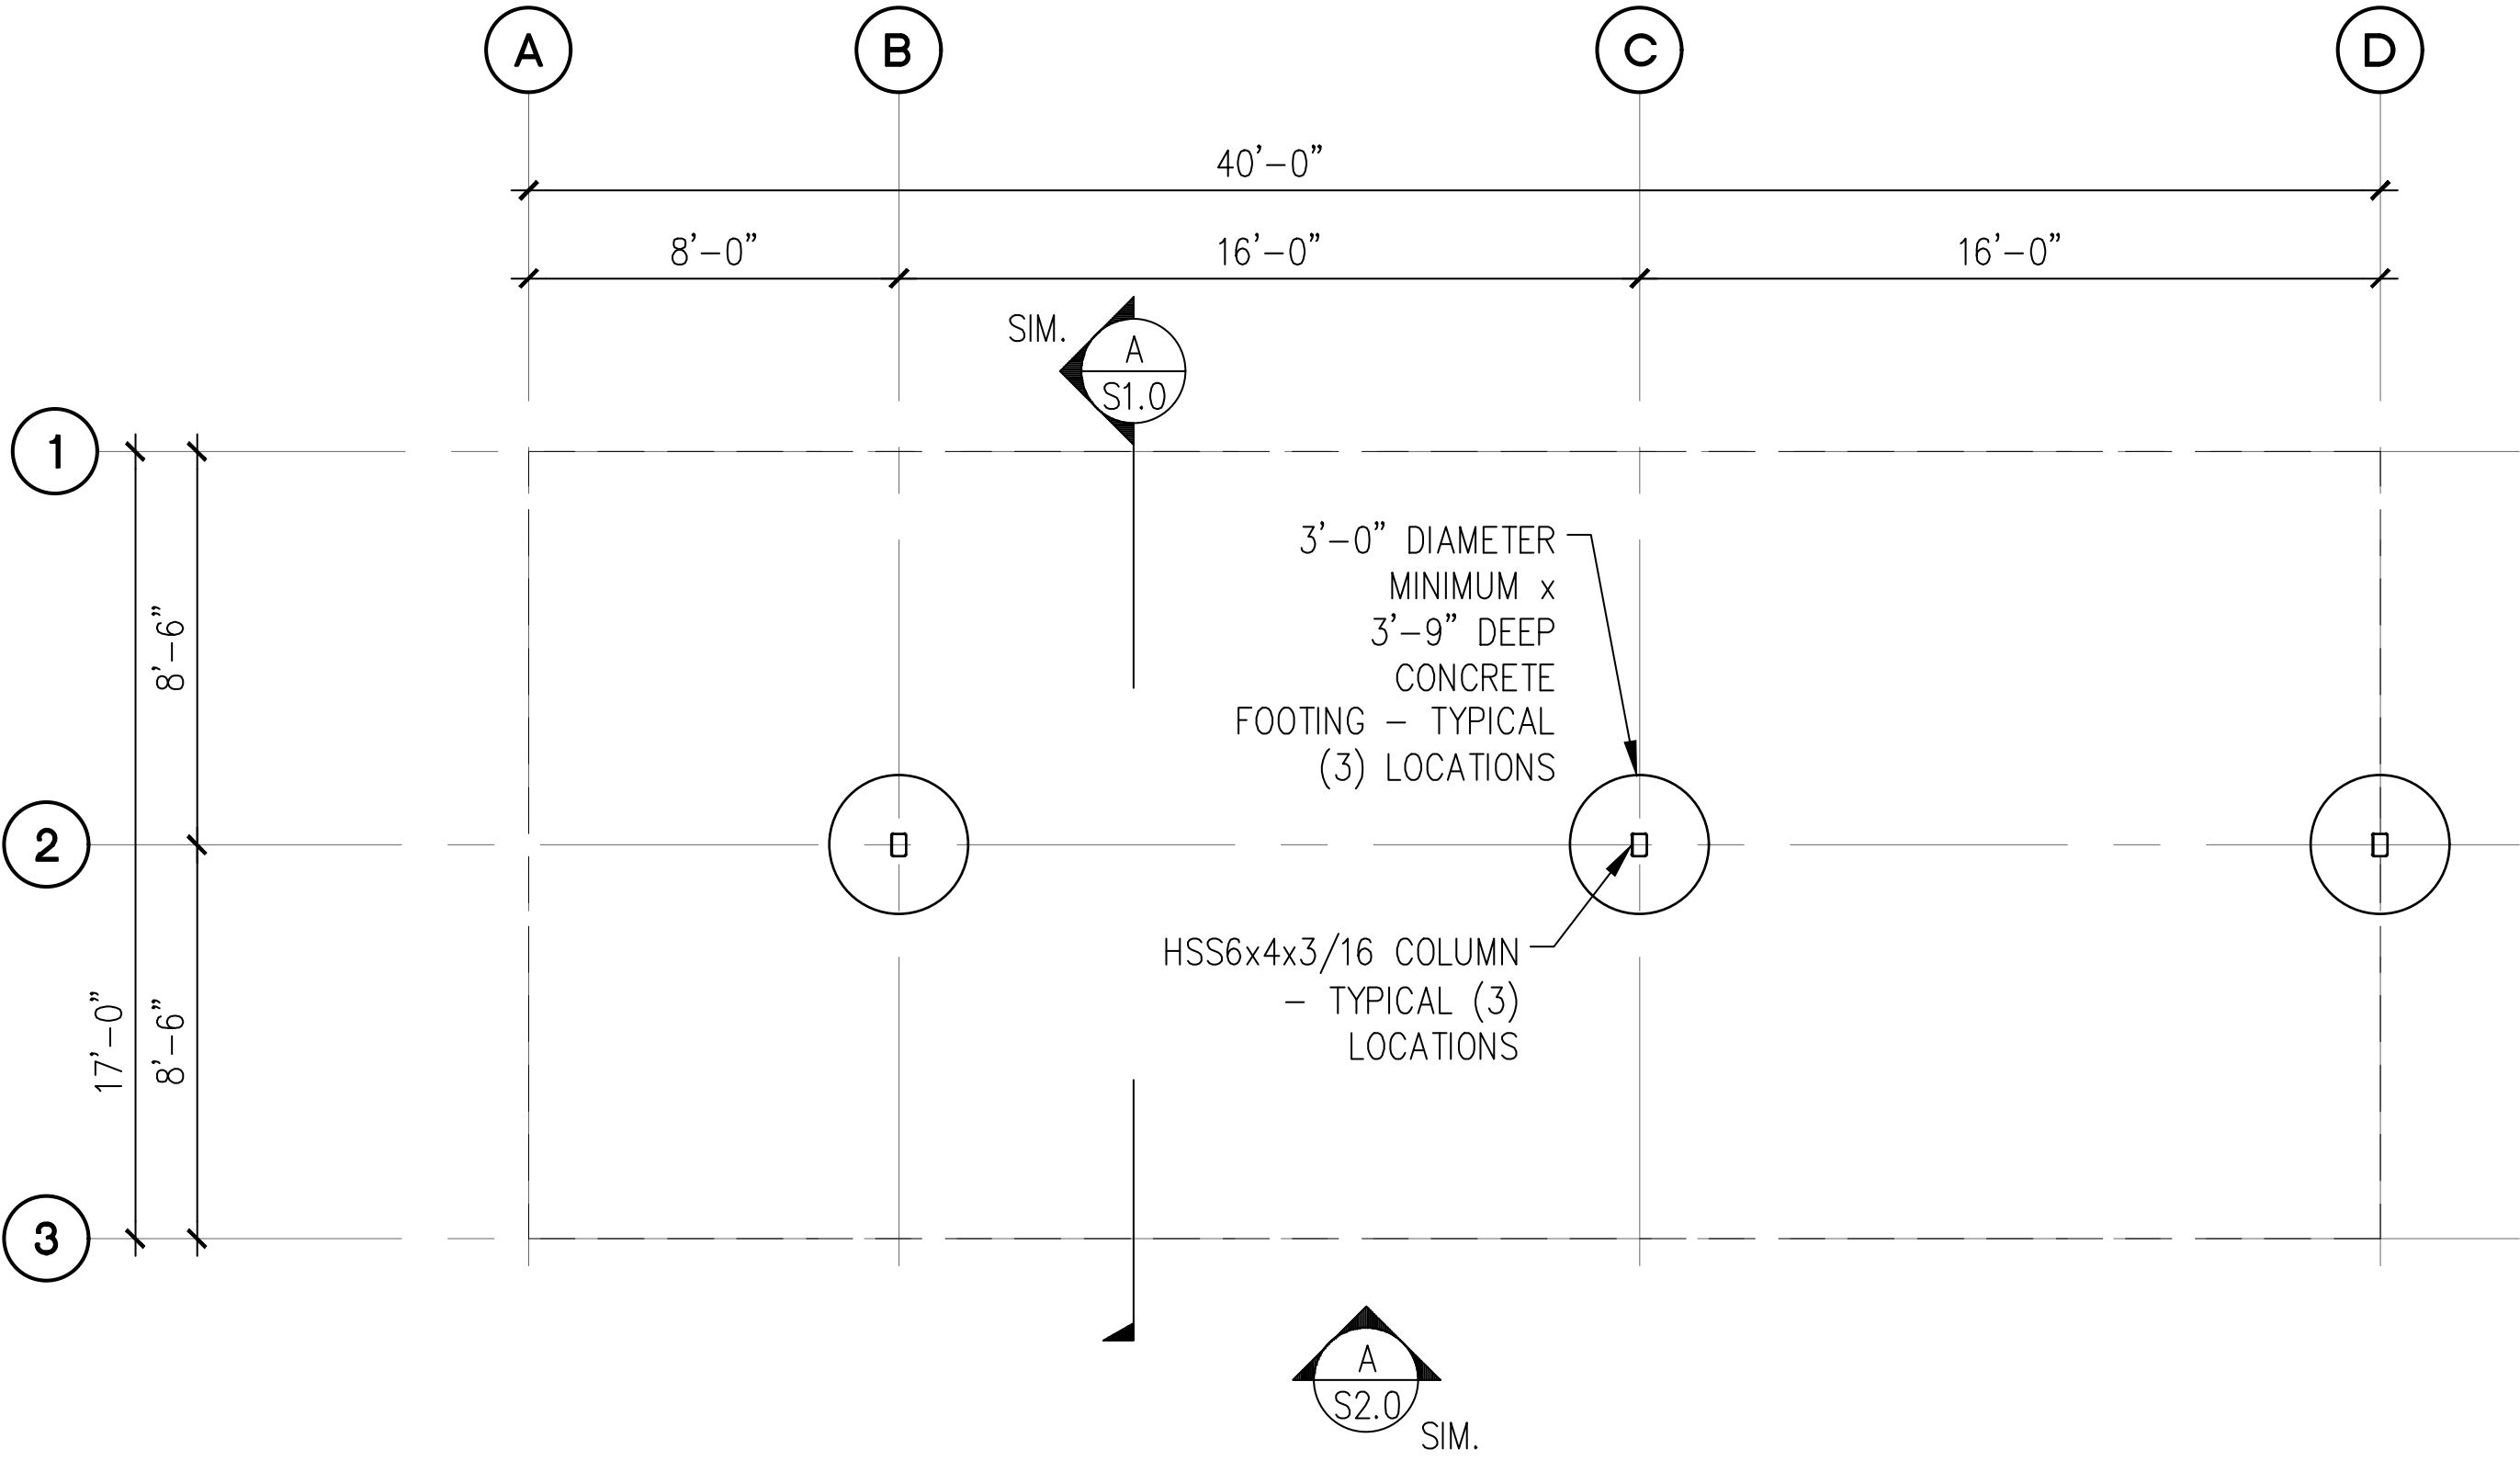 A B C D
40'-0"
8'-0" 16'-0" 16'-0"
SIM.
A
S1.0
1
3'-0" DIAMETER
MINIMUM x
3'-9" DEEP
CONCRETE
FOOTING - TYPICAL
(3) LOCATIONS
8'-6"
2
HSS6x4x3/16 COLUMN
- TYPICAL (3)
LOCATIONS
17'-0"
8'-6"
3
A
S2.0
SIM.